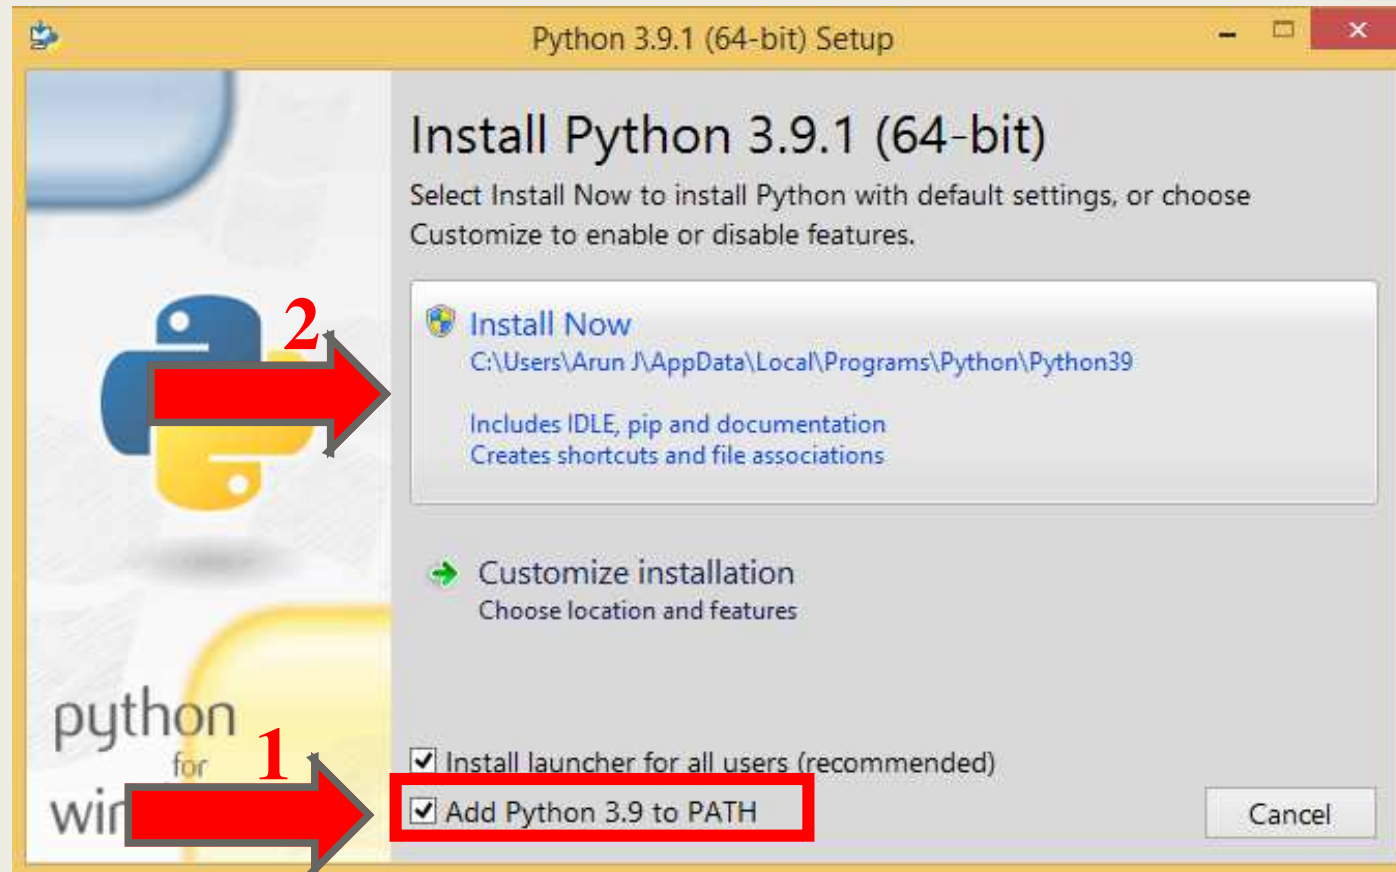 Python 3.9.1 (64-bit) Setup
Install Python 3.9.1 (64-bit)
Select Install Now to install Python with default settings, or choose
Customize to enable or disable features.
2
Install Now
C:\Users\Arun J\AppData\Local\Programs\Python\Python39
Includes IDLE, pip and documentation
Creates shortcuts and file associations
Customize installation
Choose location and features
python
for
1
Install launcher for all users (recommended)
Add Python 3.9 to PATH
Cancel